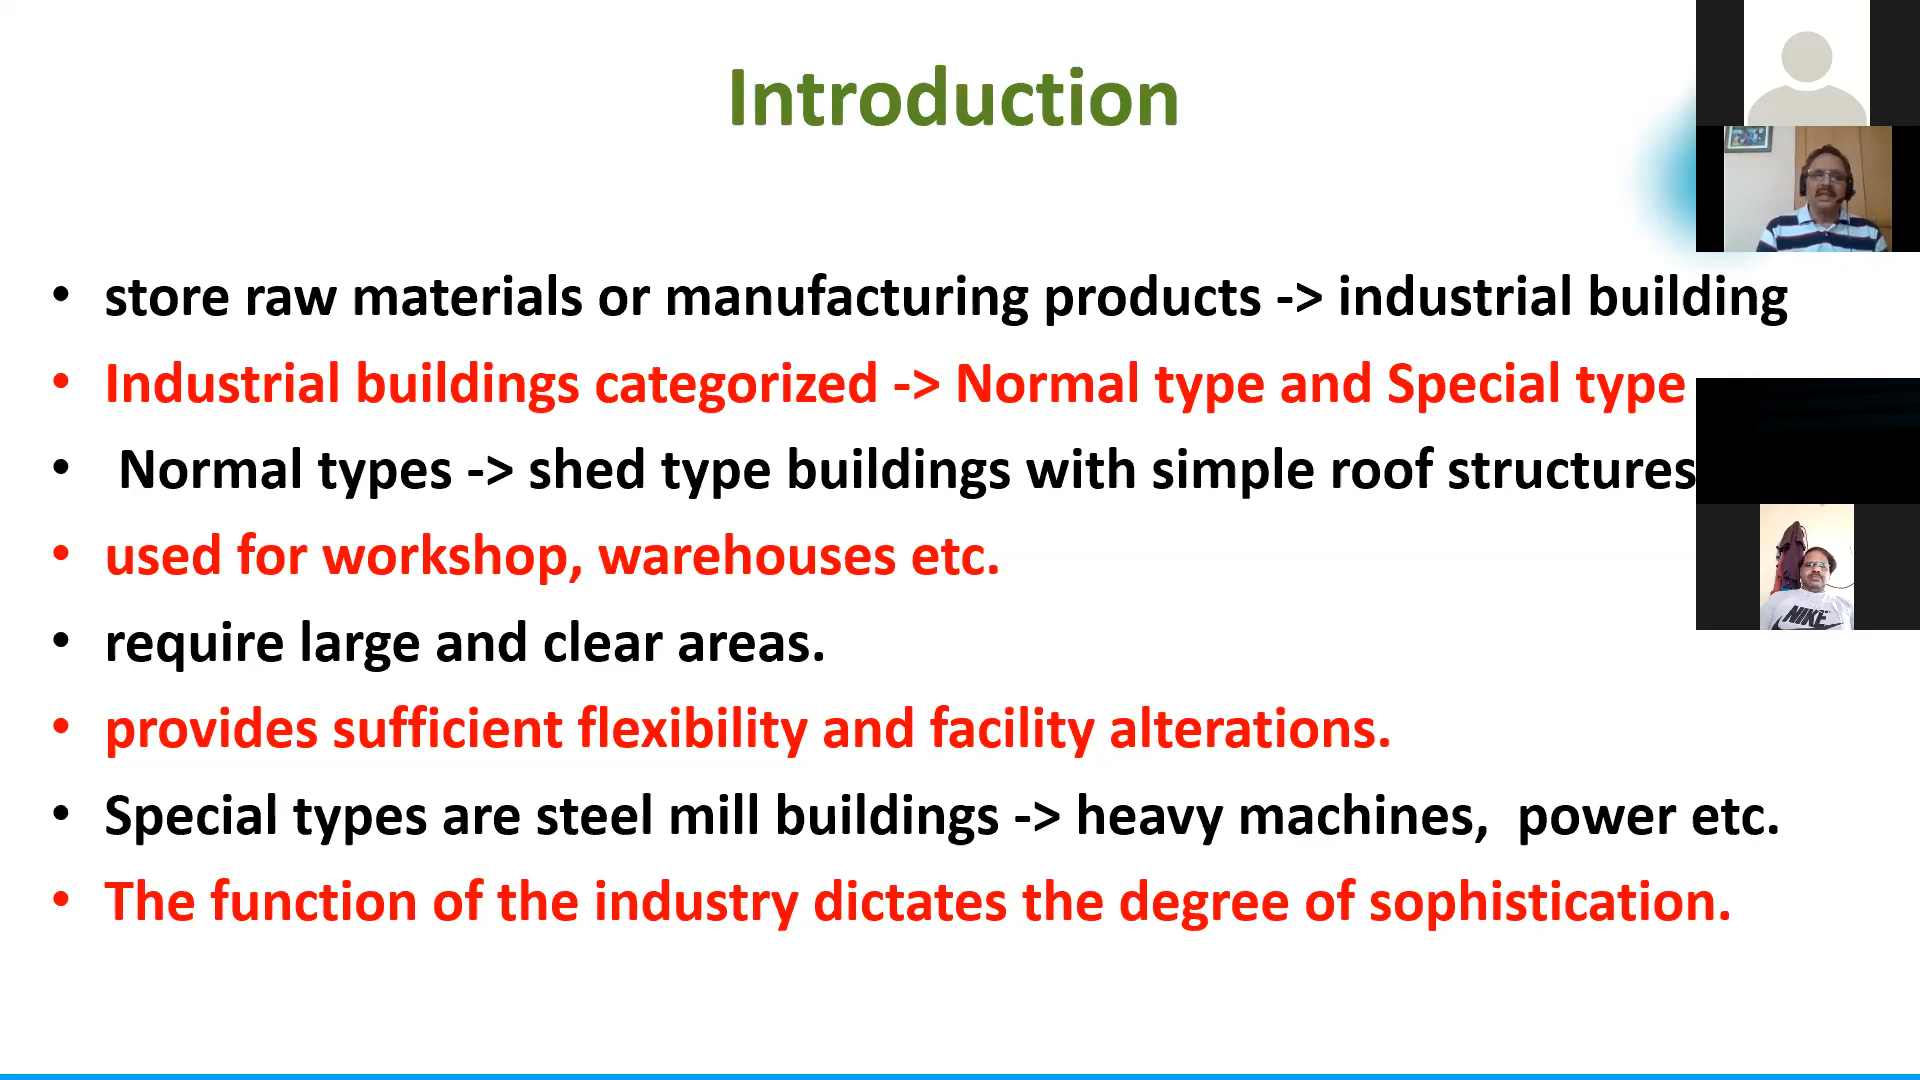 Introduction
• store raw materials or manufacturing products -> industrial building
• Industrial buildings categorized -> Normal type and Special type
• Normal types -> shed type buildings with simple roof structures
• used for workshop, warehouses etc.
• require large and clear areas.
• provides sufficient flexibility and facility alterations.
• Special types are steel mill buildings -> heavy machines, power etc.
• The function of the industry dictates the degree of sophistication.
NIKE